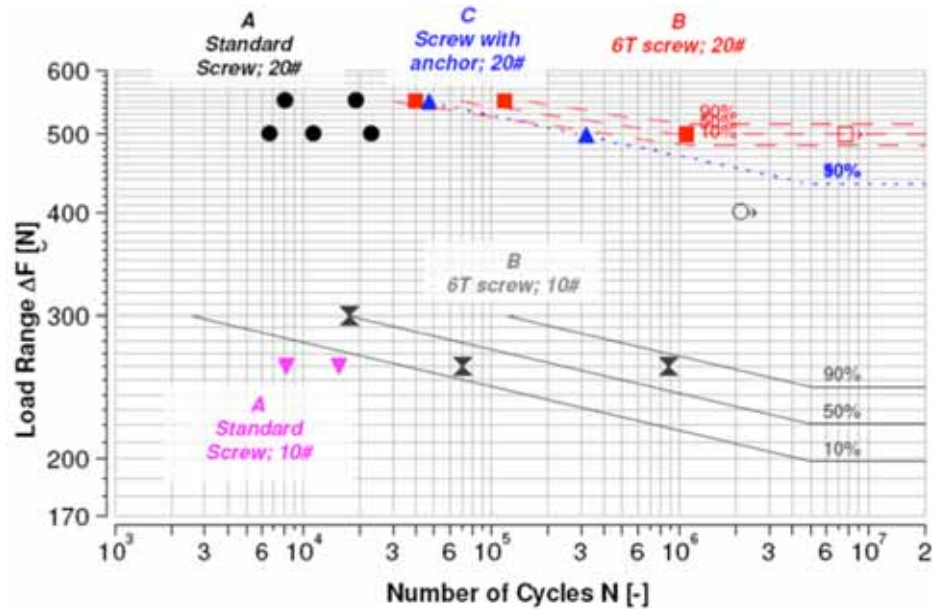 A
Standard
Screw; 20#
C
Screw with
anchor; 20#
B
6T screw; 20#
600
500
400
300
200
170
Load Range ΔF [N]
90%
10%
B
6T screw; 10#
90%
50%
10%
A
Standard
Screw; 10#
10³ 3 6 10⁴ 3 6 10⁵ 3 6 10⁶ 3 6 10⁷ 2
Number of Cycles N [-]